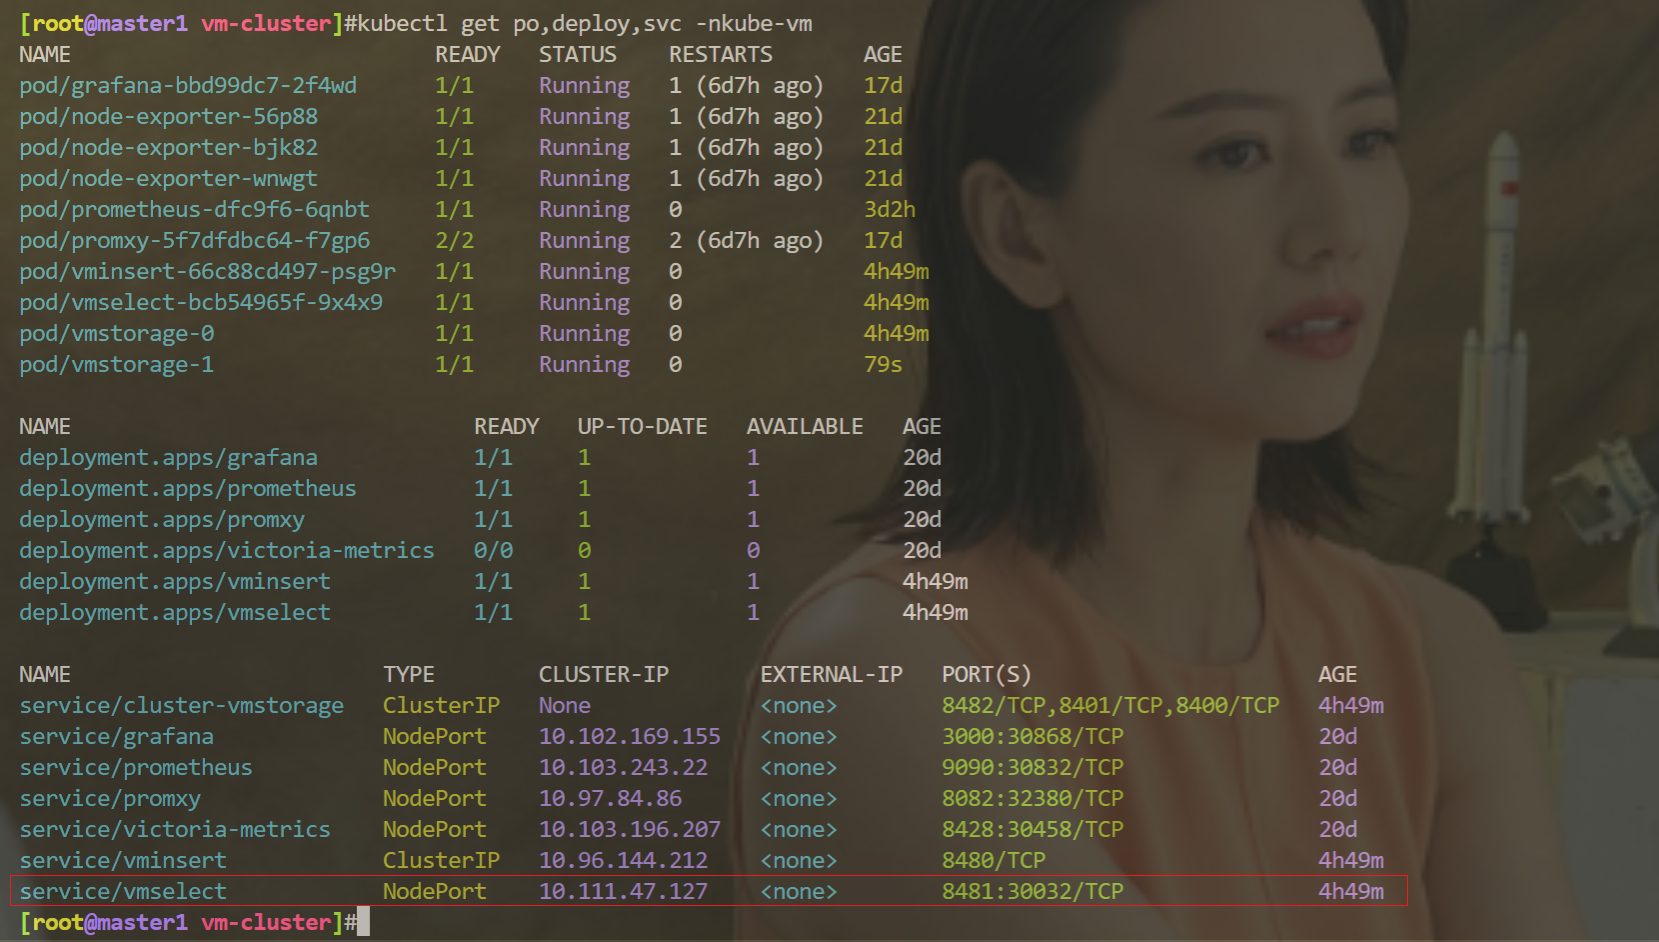 [root@master1 vm-cluster]#kubectl get po,deploy,svc -nkube-vm
NAME READY STATUS RESTARTS AGE
pod/grafana-bbd99dc7-2f4wd 1/1 Running 1 (6d7h ago) 17d
pod/node-exporter-56p88 1/1 Running 1 (6d7h ago) 21d
pod/node-exporter-bjk82 1/1 Running 1 (6d7h ago) 21d
pod/node-exporter-wnwgt 1/1 Running 1 (6d7h ago) 21d
pod/prometheus-dfc9f6-6qnbt 1/1 Running 0 3d2h
pod/promxy-5f7dfdbc64-f7gp6 2/2 Running 2 (6d7h ago) 17d
pod/vminsert-66c88cd497-psg9r 1/1 Running 0 4h49m
pod/vmselect-bcb54965f-9x4x9 1/1 Running 0 4h49m
pod/vmstorage-0 1/1 Running 0 4h49m
pod/vmstorage-1 1/1 Running 0 79s
NAME READY UP-TO-DATE AVAILABLE AGE
deployment.apps/grafana 1/1 1 1 20d
deployment.apps/prometheus 1/1 1 1 20d
deployment.apps/promxy 1/1 1 1 20d
deployment.apps/victoria-metrics 0/0 0 0 20d
deployment.apps/vminsert 1/1 1 1 4h49m
deployment.apps/vmselect 1/1 1 1 4h49m
NAME TYPE CLUSTER-IP EXTERNAL-IP PORT(S) AGE
service/cluster-vmstorage ClusterIP None <none> 8482/TCP,8401/TCP,8400/TCP 4h49m
service/grafana NodePort 10.102.169.155 <none> 3000:30868/TCP 20d
service/prometheus NodePort 10.103.243.22 <none> 9090:30832/TCP 20d
service/promxy NodePort 10.97.84.86 <none> 8082:32380/TCP 20d
service/victoria-metrics NodePort 10.103.196.207 <none> 8428:30458/TCP 20d
service/vminsert ClusterIP 10.96.144.212 <none> 8480/TCP 4h49m
service/vmselect NodePort 10.111.47.127 <none> 8481:30032/TCP 4h49m
[root@master1 vm-cluster]#